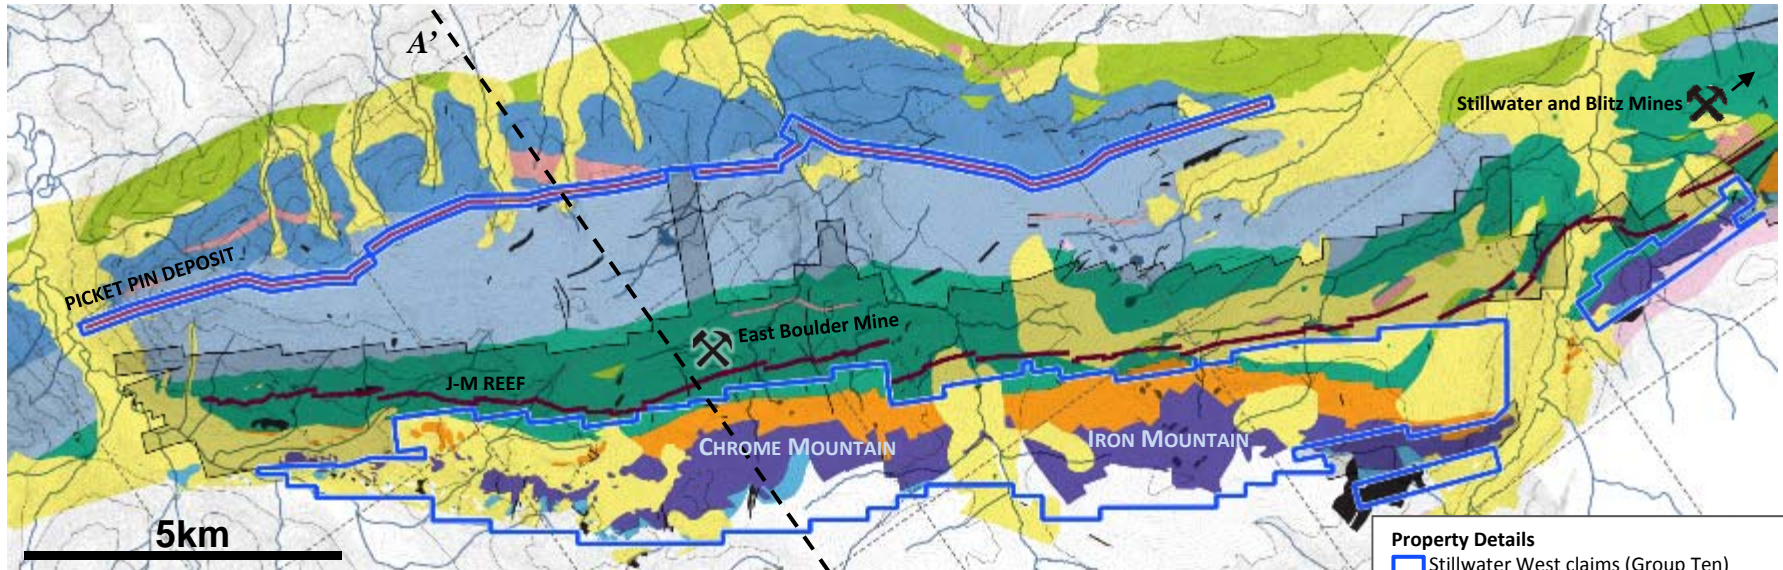 A’
Stillwater and Blitz Mines
PICKET PIN DEPOSIT
East Boulder Mine
J-M REEF
CHROME MOUNTAIN
IRON MOUNTAIN
5km
Property Details
Stillwater West claims (Group Ten)